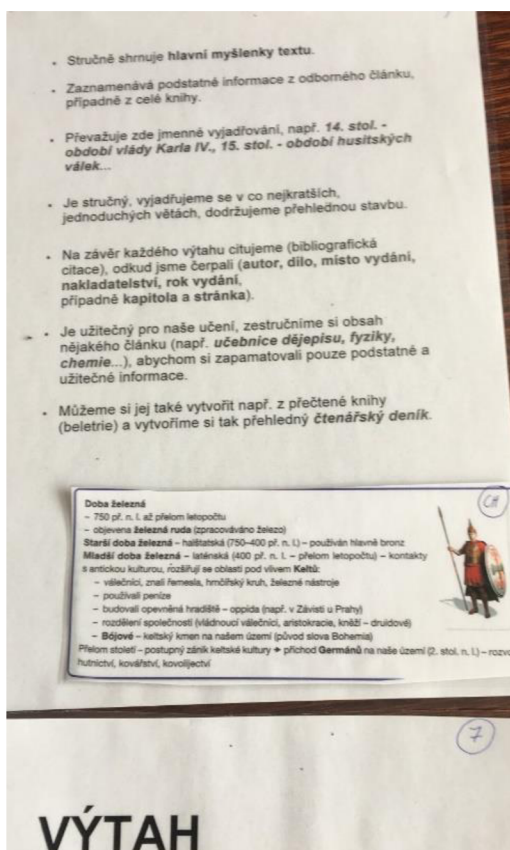 • Stručně shrnuje hlavní myšlenky textu.
• Zaznamenává podstatné informace z odborného článku,
případně z celé knihy.
• Převažuje zde jmenné vyjadřování, např. 14. stol. -
období vlády Karla IV., 15. stol. - období husitských
válek...
• Je stručný, vyjadřujeme se v co nejkratších,
jednoduchých větách, dodržujeme přehlednou stavbu.
• Na závěr každého výtahu citujeme (bibliografická
citace), odkud jsme čerpali (autor, dílo, místo vydání,
nakladatelství, rok vydání,
případně kapitola a stránka).
• Je užitečný pro naše učení, zestručníme si obsah
nějakého článku (např. učebnice dějepisu, fyziky,
chemie...), abychom si zapamatovali pouze podstatné a
užitečné informace.
• Můžeme si jej také vytvořit např. z přečtené knihy
(beletrie) a vytvoříme si tak přehledný čtenářský deník.
CH
Doba železná
– 750 př. n. l. až přelom letopočtu
– objevena železná ruda (zpracováváno železo)
Starší doba železná – halštatská (750–400 př. n. l.) – používán hlavně bronz
Mladší doba železná – laténská (400 př. n. l. – přelom letopočtu) – kontakty
s antickou kulturou, rozšiřují se oblasti pod vlivem Keltů:
– válečníci, znali řemesla, hrnčířský kruh, železné nástroje
– používali peníze
– budovali opevněná hradiště – oppida (např. v Závisti u Prahy)
– rozdělení společnosti (vládnoucí válečníci, aristokracie, kněží – druidové)
– Bójové – keltský kmen na našem území (původ slova Bohemia)
Přelom století – postupný zánik keltské kultury → příchod Germánů na naše území (2. stol. n. l.) –
hutnictví, kovářství, kovolijectví
7
VÝTAH